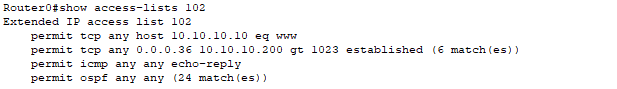 Router0#show access-lists 102
Extended IP access list 102
permit tcp any host 10.10.10.10 eq www
permit tcp any 0.0.0.36 10.10.10.200 gt 1023 established (6 match(es))
permit icmp any any echo-reply
permit ospf any any (24 match(es))